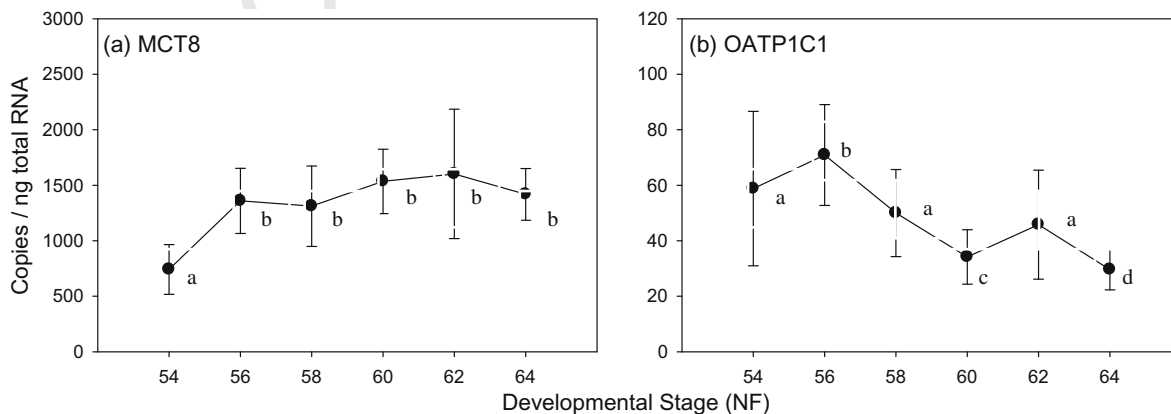 (a) MCT8
(b) OATP1C1
Copies / ng total RNA
3000
2500
2000
1500
1000
500
0
a
b
b
b
b
b
54 56 58 60 62 64
120
100
80
60
40
20
0
a
b
a
c
a
d
54 56 58 60 62 64
Developmental Stage (NF)